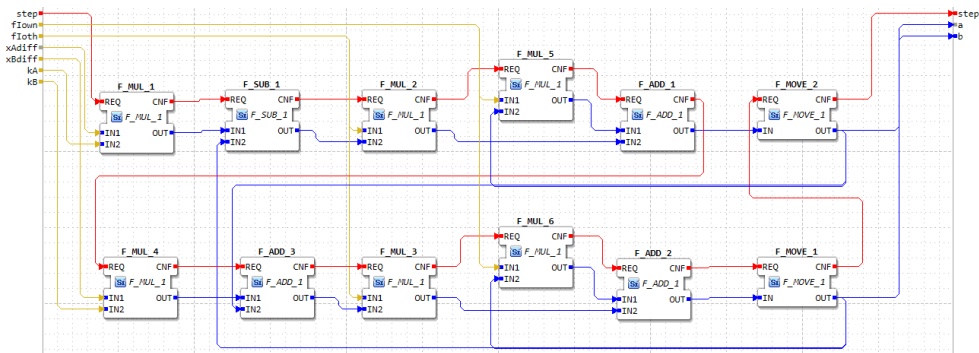 step
fIown
fIoth
xAdiff
xBdiff
kA
kB
step
a
b
F_MUL_1
REQ CNF
F_MUL_1
IN1 OUT
IN2
F_SUB_1
REQ CNF
F_SUB_1
IN1 OUT
IN2
F_MUL_2
REQ CNF
F_MUL_1
IN1 OUT
IN2
F_MUL_5
REQ CNF
F_MUL_1
IN1 OUT
IN2
F_ADD_1
REQ CNF
F_ADD_1
IN1 OUT
IN2
F_MOVE_2
REQ CNF
F_MOVE_1
IN OUT
F_MUL_4
REQ CNF
F_MUL_1
IN1 OUT
IN2
F_ADD_3
REQ CNF
F_ADD_1
IN1 OUT
IN2
F_MUL_3
REQ CNF
F_MUL_1
IN1 OUT
IN2
F_MUL_6
REQ CNF
F_MUL_1
IN1 OUT
IN2
F_ADD_2
REQ CNF
F_ADD_1
IN1 OUT
IN2
F_MOVE_1
REQ CNF
F_MOVE_1
IN OUT